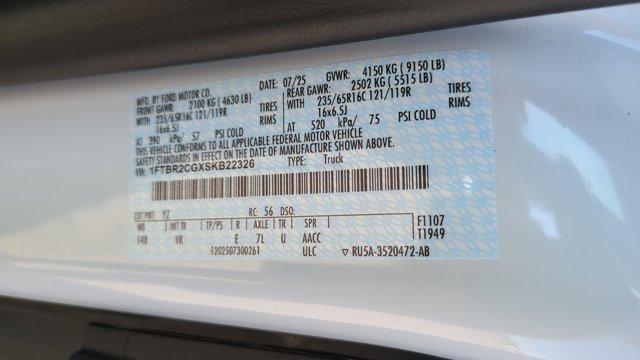 MFD. BY FORD MOTOR CO. DATE: 07/25 GVWR: 4150 KG ( 9150 LB)
FRONT GAWR: 2100 KG ( 4630 LB) REAR GAWR: 2502 KG ( 5515 LB)
WITH 235/65R16C 121/119R TIRES WITH 235/65R16C 121/119R TIRES
16x6.5J RIMS 16x6.5J RIMS
AT 390 kPa/ 57 PSI COLD AT 520 kPa/ 75 PSI COLD
THIS VEHICLE CONFORMS TO ALL APPLICABLE FEDERAL MOTOR VEHICLE
SAFETY STANDARDS IN EFFECT ON THE DATE OF MANUFACTURE SHOWN ABOVE.
VIN: 1FTBR2CGXSKB22326 TYPE: Truck
EXT PNT: YZ RC: 56 DSO:
WB INT TR TP/PS R AXLE TR SPR F1107
148 VK E 7L U AACC T1949
1202507300261 ULC ▽ RU5A-3520472-AB